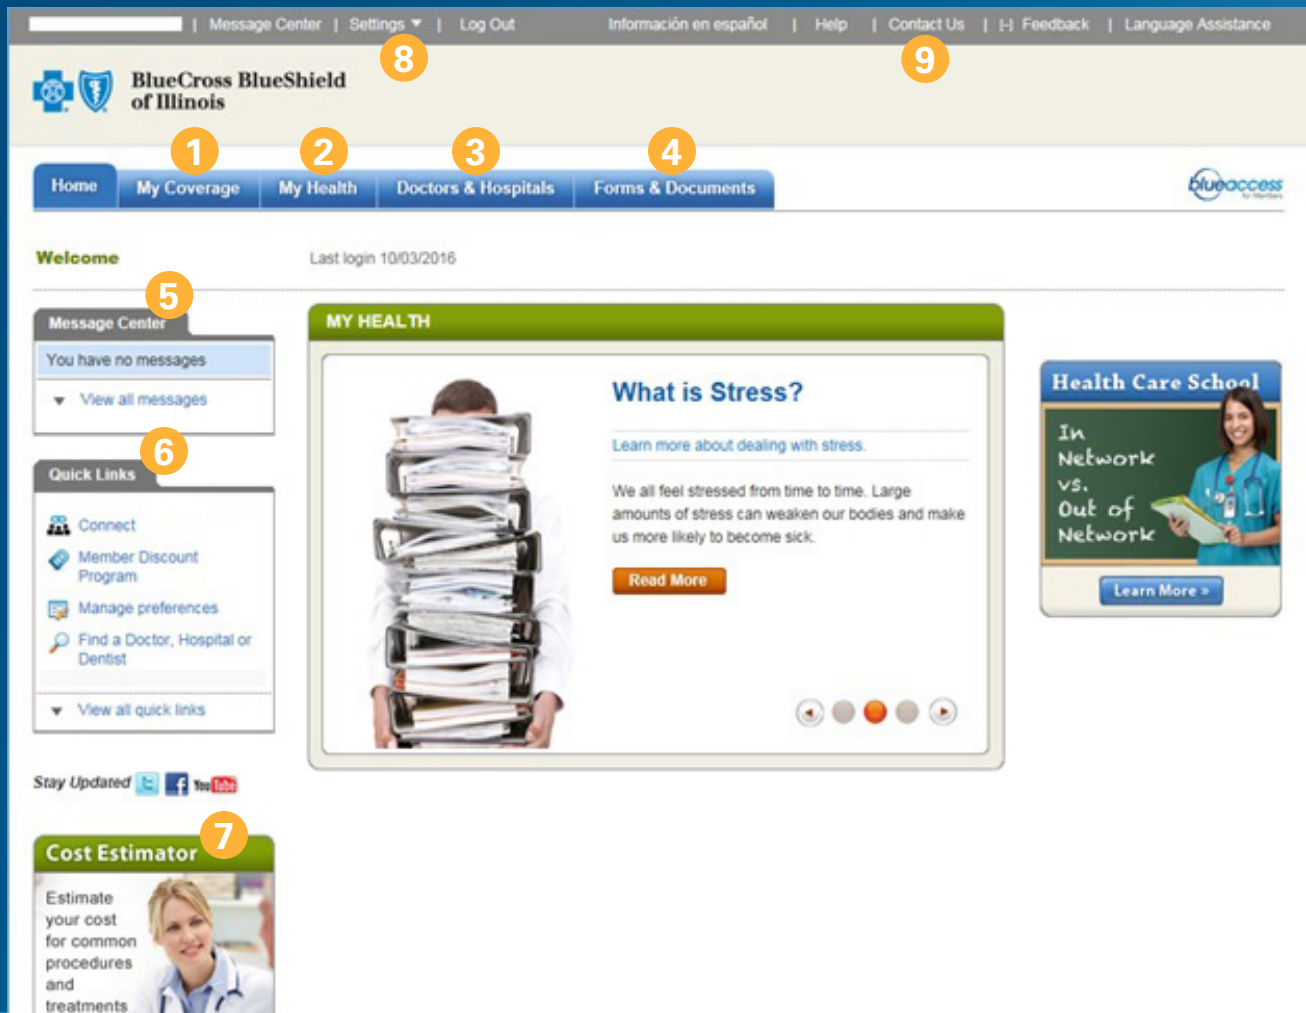 | Message Center | Settings ▼ | Log Out Información en español | Help | Contact Us | [-] Feedback | Language Assistance
8 9
BlueCross BlueShield
of Illinois
1 2 3 4
Home My Coverage My Health Doctors & Hospitals Forms & Documents
blueaccess
for Members
Welcome Last login 10/03/2016
5
Message Center
You have no messages
View all messages
6
Quick Links
Connect
Member Discount
Program
Manage preferences
Find a Doctor, Hospital or
Dentist
View all quick links
Stay Updated
YouTube
MY HEALTH
What is Stress?
Learn more about dealing with stress.
We all feel stressed from time to time. Large
amounts of stress can weaken our bodies and make
us more likely to become sick.
Read More
Health Care School
In
Network
vs.
Out of
Network
Learn More »
7
Cost Estimator
Estimate
your cost
for common
procedures
and
treatments